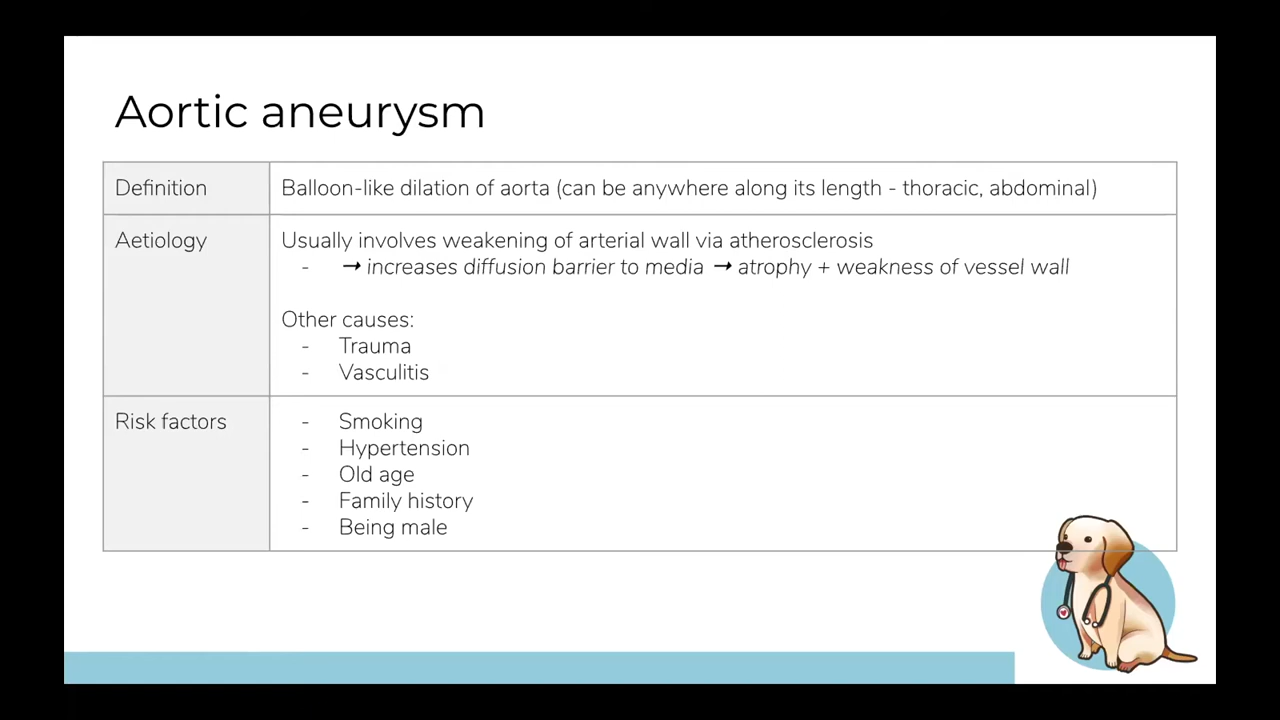 Aortic aneurysm
Definition
Balloon-like dilation of aorta (can be anywhere along its length - thoracic, abdominal)
Aetiology
Usually involves weakening of arterial wall via atherosclerosis
- → increases diffusion barrier to media → atrophy + weakness of vessel wall
Other causes:
- Trauma
- Vasculitis
Risk factors
- Smoking
- Hypertension
- Old age
- Family history
- Being male